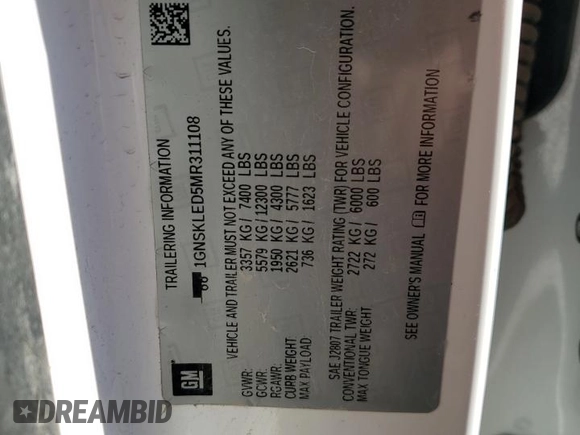 GM
TRAILERING INFORMATION
1GNSKLED5MR311108
VEHICLE AND TRAILER MUST NOT EXCEED ANY OF THESE VALUES.
GVWR: 3357 KG / 7400 LBS
GCWR: 5579 KG / 12300 LBS
RGAWR: 1950 KG / 4300 LBS
CURB WEIGHT 2621 KG / 5777 LBS
MAX PAYLOAD 736 KG / 1623 LBS
SAE J2807 TRAILER WEIGHT RATING (TWR) FOR VEHICLE CONFIGURATION.
CONVENTIONAL TWR: 2722 KG / 6000 LBS
MAX TONGUE WEIGHT 272 KG / 600 LBS
SEE OWNER'S MANUAL FOR MORE INFORMATION
DREAMBID